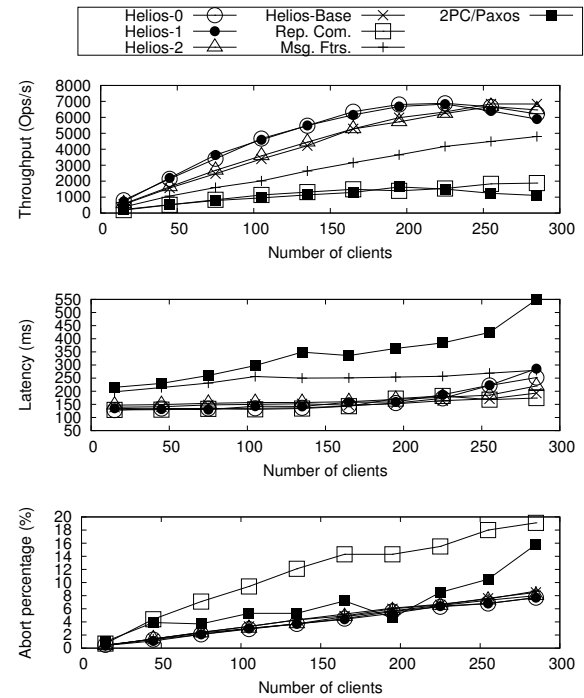 Helios-0 Helios-Base 2PC/Paxos
Helios-1 Rep. Com.
Helios-2 Msg. Ftrs.
Throughput (Ops/s)
8000
7000
6000
5000
4000
3000
2000
1000
0
0 50 100 150 200 250 300
Number of clients
Latency (ms)
550
500
450
400
350
300
250
200
150
100
50
0 50 100 150 200 250 300
Number of clients
Abort percentage (%)
20
18
16
14
12
10
8
6
4
2
0
0 50 100 150 200 250 300
Number of clients